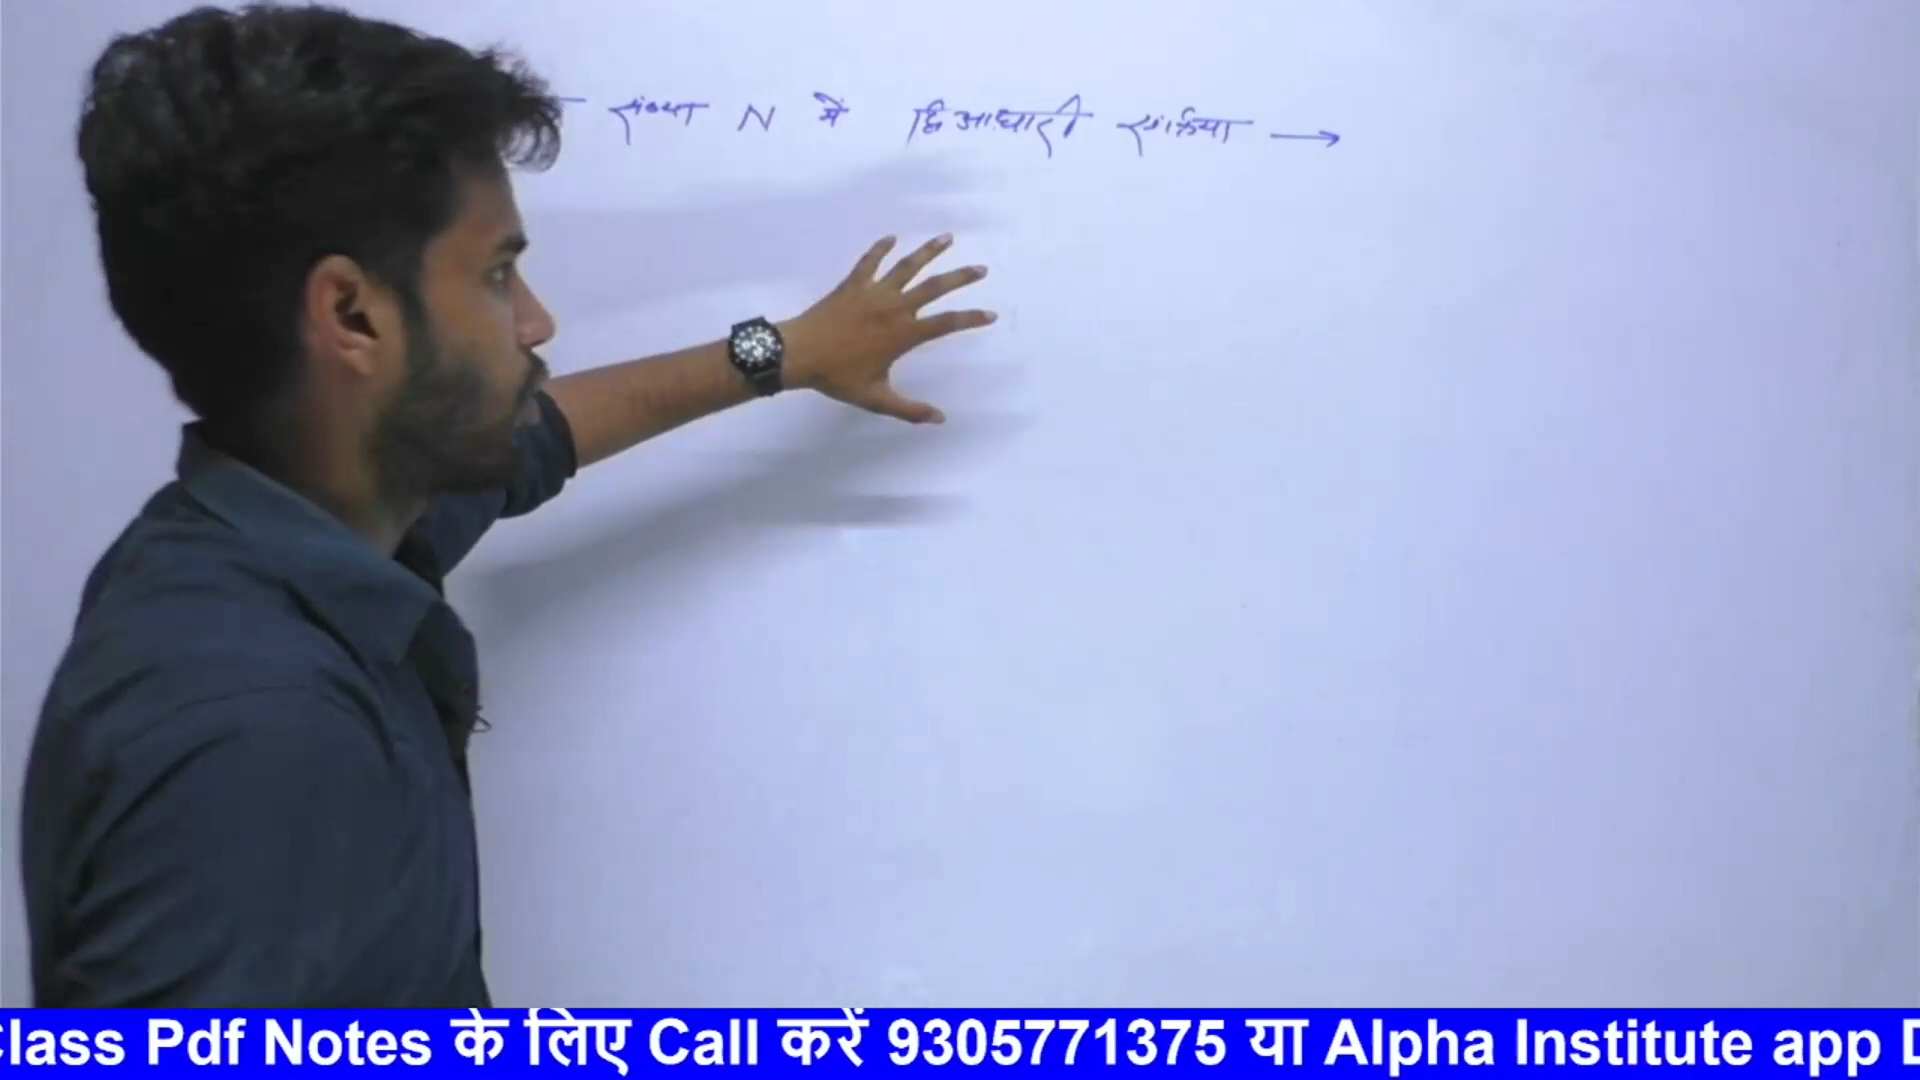 संख्या N में द्विआधारी संक्रिया →
Class Pdf Notes के लिए Call करें 9305771375 या Alpha Institute app D